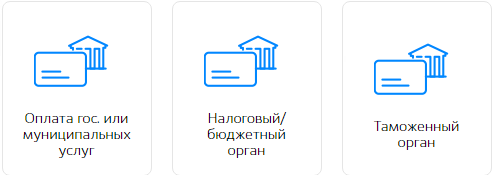 Оплата гос. или
муниципальных
услуг
Налоговый/
бюджетный
орган
Таможенный
орган